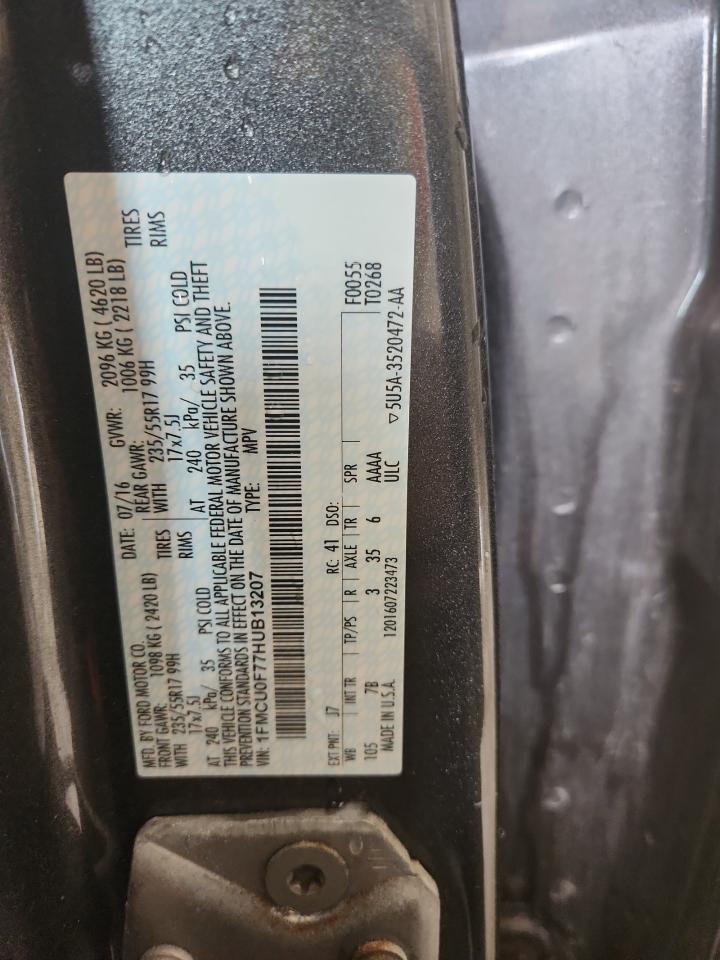 MFD. BY FORD MOTOR CO. DATE: 07/16 GVWR: 2096 KG ( 4620 LB)
FRONT GAWR: 1098 KG ( 2420 LB) REAR GAWR: 1006 KG ( 2218 LB)
WITH 235/55R17 99H TIRES WITH 235/55R17 99H TIRES
17x7.5J RIMS 17x7.5J RIMS
AT 240 kPa/ 35 PSI COLD AT 240 kPa/ 35 PSI COLD
THIS VEHICLE CONFORMS TO ALL APPLICABLE FEDERAL MOTOR VEHICLE SAFETY AND THEFT
PREVENTION STANDARDS IN EFFECT ON THE DATE OF MANUFACTURE SHOWN ABOVE.
VIN: 1FMCU0F77HUB13207 TYPE: MPV
F0055
EXT PNT: J7 RC: 41 DSO: T0268
WB INT TR TP/PS R AXLE TR SPR
105 7B 3 35 6 AAAA
MADE IN U.S.A. 1201607223473 ULC ▽5U5A-3520472-AA